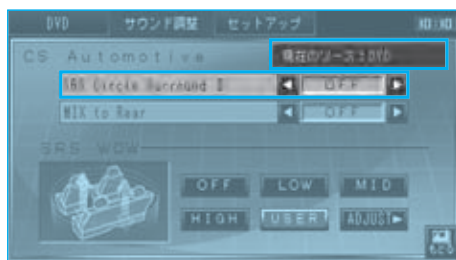 DVD サウンド調整 セットアップ 10:10
CS Automotive 現在のソース:DVD
SRS Circle Surround II OFF
MIX to Rear OFF
SRS WOW
OFF LOW MID
HIGH USER ADJUST
もどる